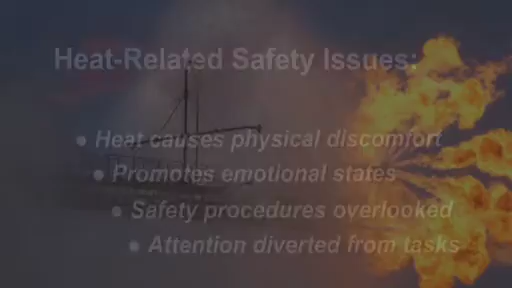 Heat-Related Safety Issues:
● Heat causes physical discomfort
● Promotes emotional states
● Safety procedures overlooked
● Attention diverted from tasks